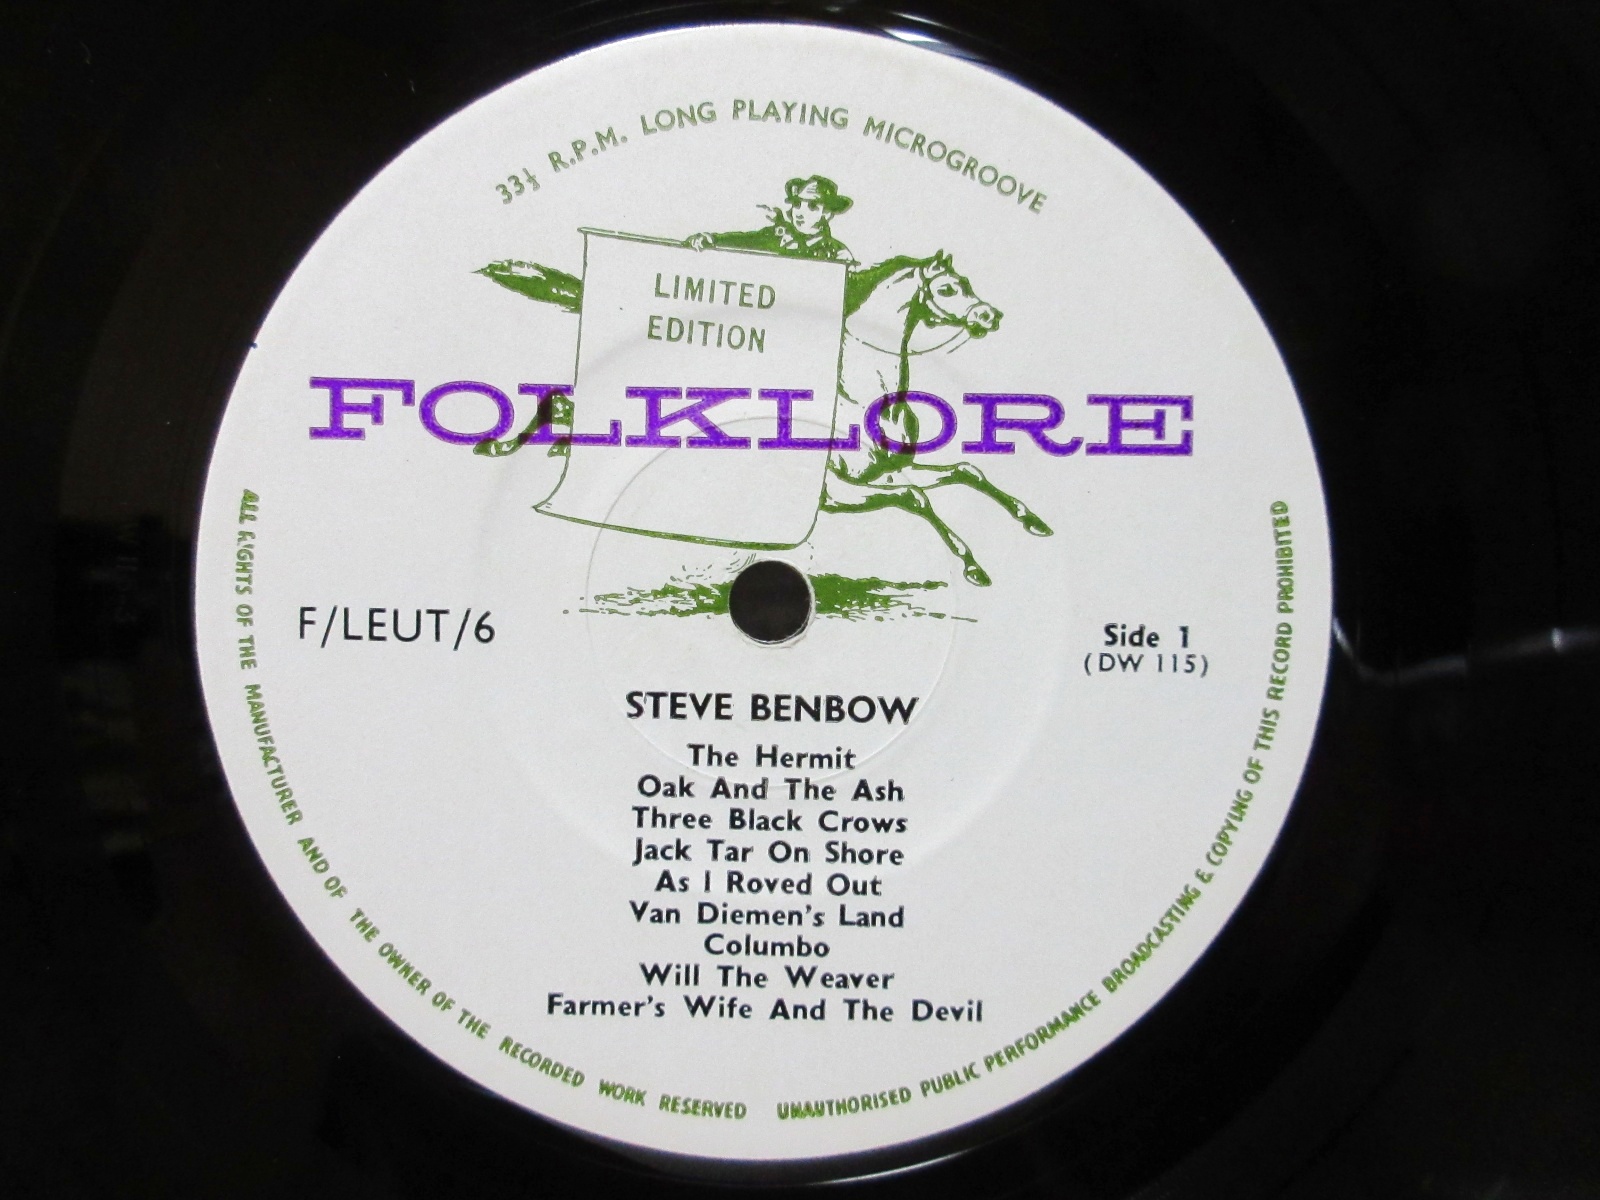 33⅓ R.P.M. LONG PLAYING MICROGROOVE
LIMITED
EDITION
FOLKLORE
F/LEUT/6
Side 1
(DW 115)
STEVE BENBOW
The Hermit
Oak And The Ash
Three Black Crows
Jack Tar On Shore
As I Roved Out
Van Diemen's Land
Columbo
Will The Weaver
Farmer's Wife And The Devil
ALL RIGHTS OF THE MANUFACTURER AND OF THE OWNER OF THE RECORDED WORK RESERVED UNAUTHORISED PUBLIC PERFORMANCE BROADCASTING & COPYING OF THIS RECORD PROHIBITED